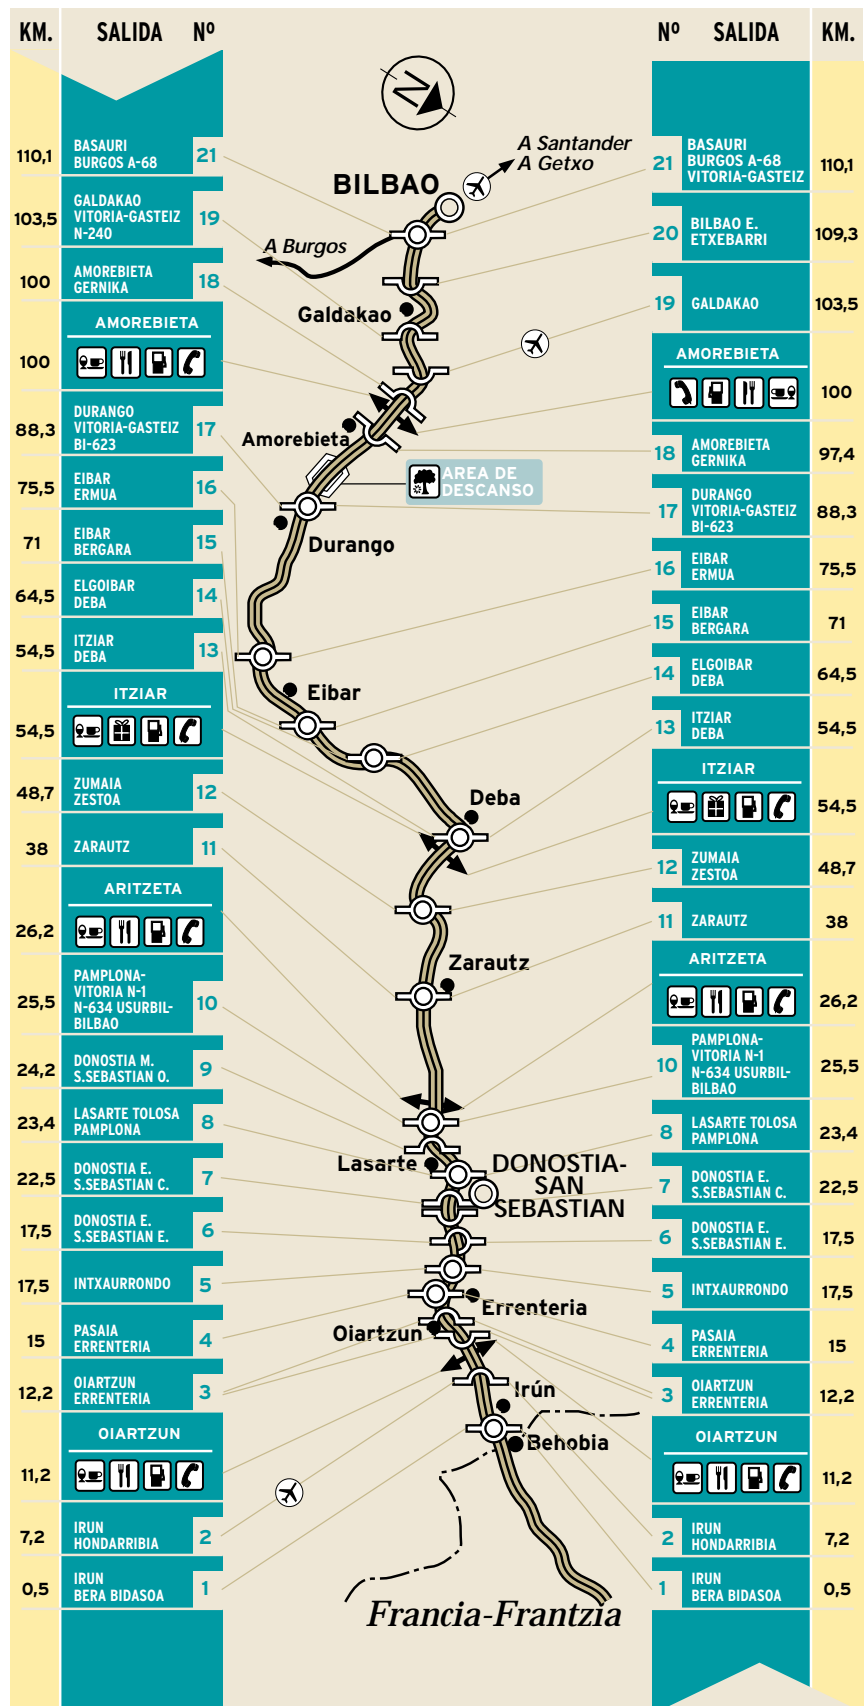 KM. SALIDA Nº
110,1
BASAURI
BURGOS A-68
21
103,5
GALDAKAO
VITORIA-GASTEIZ
N-240
19
100
AMOREBIETA
GERNIKA
18
AMOREBIETA
100
88,3
DURANGO
VITORIA-GASTEIZ
BI-623
17
75,5
EIBAR
ERMUA
16
71
EIBAR
BERGARA
15
64,5
ELGOIBAR
DEBA
14
54,5
ITZIAR
DEBA
13
ITZIAR
54,5
48,7
ZUMAIA
ZESTOA
12
38
ZARAUTZ
11
ARITZETA
26,2
25,5
PAMPLONA-
VITORIA N-1
N-634 USURBIL-
BILBAO
10
24,2
DONOSTIA M.
S.SEBASTIAN O.
9
23,4
LASARTE TOLOSA
PAMPLONA
8
22,5
DONOSTIA E.
S.SEBASTIAN C.
7
17,5
DONOSTIA E.
S.SEBASTIAN E.
6
17,5
INTXAURRONDO
5
15
PASAIA
ERRENTERIA
4
12,2
OIARTZUN
ERRENTERIA
3
OIARTZUN
11,2
7,2
IRUN
HONDARRIBIA
2
0,5
IRUN
BERA BIDASOA
1
N
A Santander
A Getxo
BILBAO
A Burgos
Galdakao
Amorebieta
AREA DE
DESCANSO
Durango
Eibar
Deba
Zarautz
Lasarte
DONOSTIA-
SAN
SEBASTIAN
Errenteria
Oiartzun
Irún
Behobia
Francia-Frantzia
Nº SALIDA KM.
21
BASAURI
BURGOS A-68
VITORIA-GASTEIZ
110,1
20
BILBAO E.
ETXEBARRI
109,3
19
GALDAKAO
103,5
AMOREBIETA
100
18
AMOREBIETA
GERNIKA
97,4
17
DURANGO
VITORIA-GASTEIZ
BI-623
88,3
16
EIBAR
ERMUA
75,5
15
EIBAR
BERGARA
71
14
ELGOIBAR
DEBA
64,5
13
ITZIAR
DEBA
54,5
ITZIAR
54,5
12
ZUMAIA
ZESTOA
48,7
11
ZARAUTZ
38
ARITZETA
26,2
10
PAMPLONA-
VITORIA N-1
N-634 USURBIL-
BILBAO
25,5
8
LASARTE TOLOSA
PAMPLONA
23,4
7
DONOSTIA E.
S.SEBASTIAN C.
22,5
6
DONOSTIA E.
S.SEBASTIAN E.
17,5
5
INTXAURRONDO
17,5
4
PASAIA
ERRENTERIA
15
3
OIARTZUN
ERRENTERIA
12,2
OIARTZUN
11,2
2
IRUN
HONDARRIBIA
7,2
1
IRUN
BERA BIDASOA
0,5